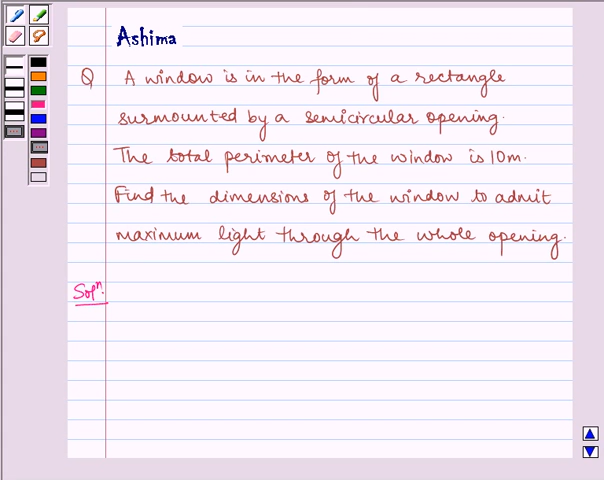 Ashima
Q A window is in the form of a rectangle
surmounted by a semicircular opening.
The total perimeter of the window is 10m.
Find the dimensions of the window to admit
maximum light through the whole opening.
Solⁿ.